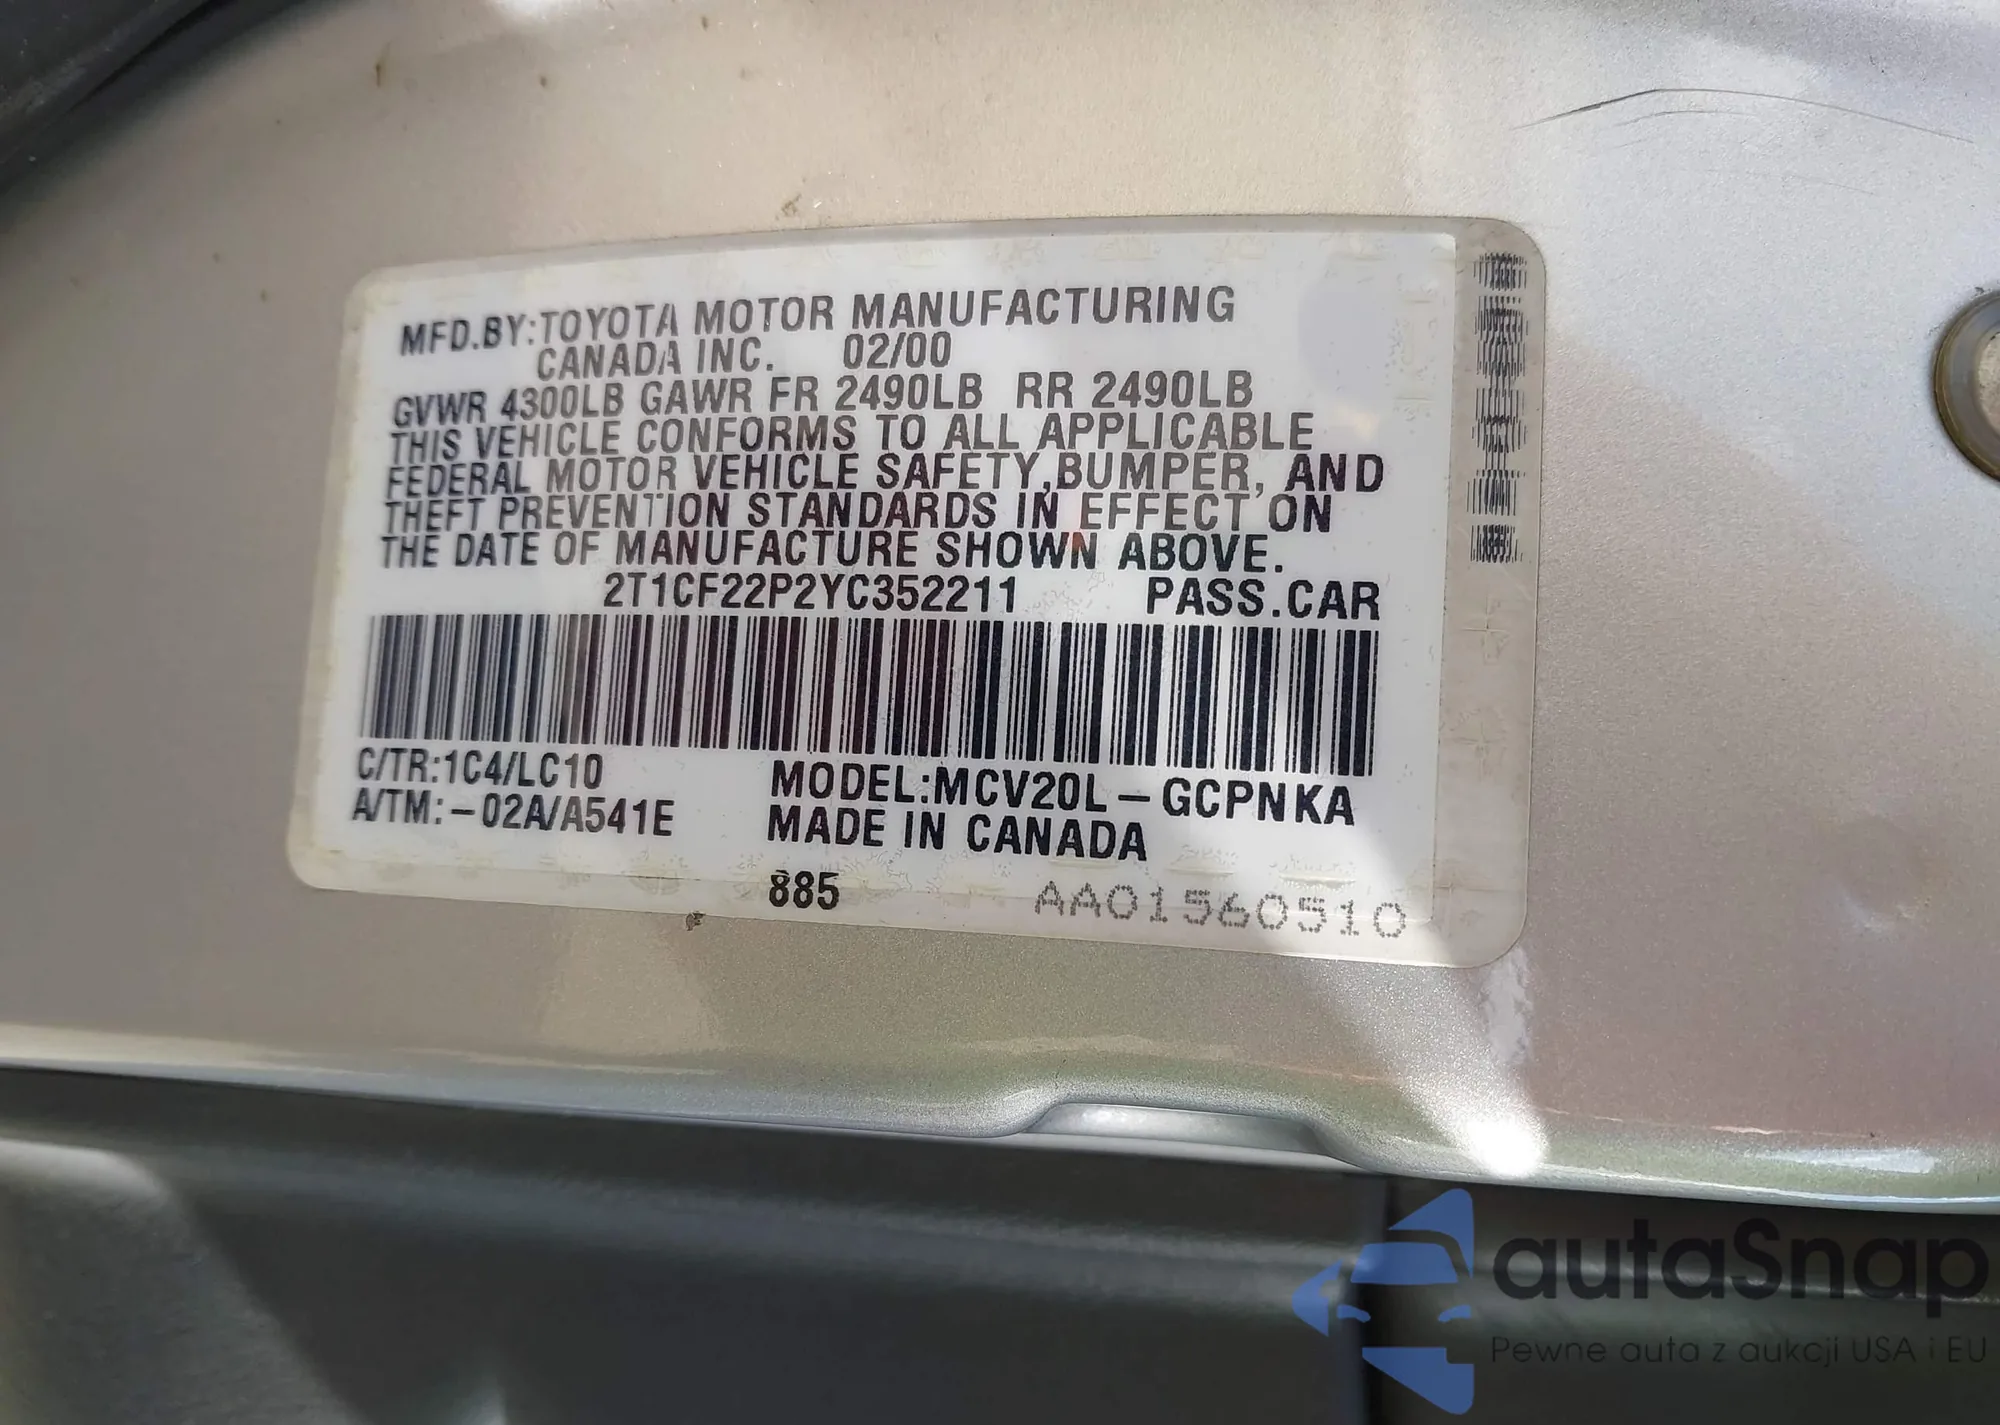 MFD.BY:TOYOTA MOTOR MANUFACTURING
CANADA INC. 02/00
GVWR 4300LB GAWR FR 2490LB RR 2490LB
THIS VEHICLE CONFORMS TO ALL APPLICABLE
FEDERAL MOTOR VEHICLE SAFETY,BUMPER, AND
THEFT PREVENTION STANDARDS IN EFFECT ON
THE DATE OF MANUFACTURE SHOWN ABOVE.
2T1CF22P2YC352211 PASS.CAR
C/TR:1C4/LC10
A/TM:-02A/A541E
MODEL:MCV20L-GCPNKA
MADE IN CANADA
885
AA01560510
autaSnap
Pewne auta z aukcji USA i EU